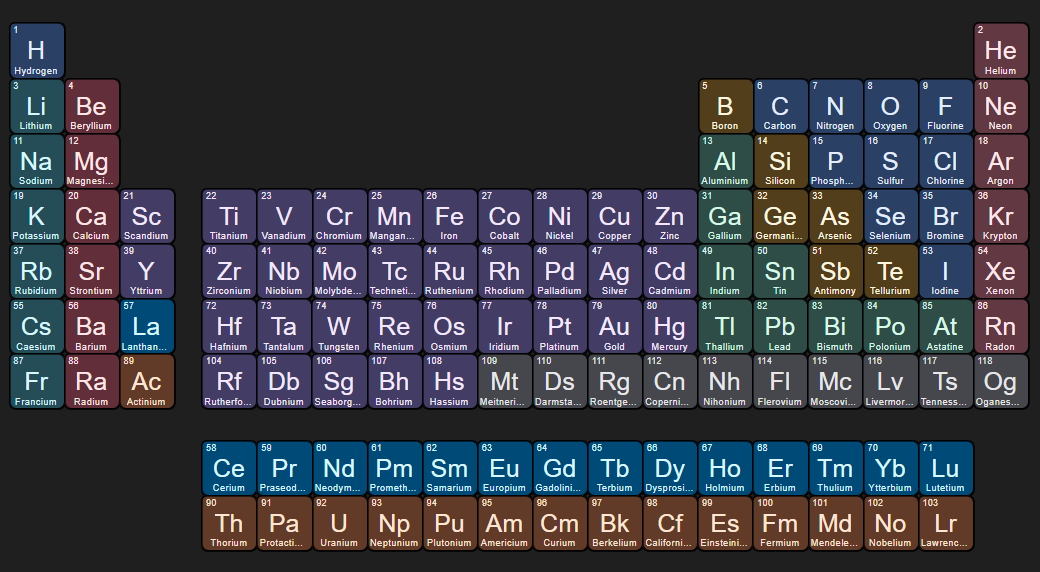 1 2
H He
Hydrogen Helium
3 4 5 6 7 8 9 10
Li Be B C N O F Ne
Lithium Beryllium Boron Carbon Nitrogen Oxygen Fluorine Neon
11 12 13 14 15 16 17 18
Na Mg Al Si P S Cl Ar
Sodium Magnesi... Aluminium Silicon Phosph... Sulfur Chlorine Argon
19 20 21 22 23 24 25 26 27 28 29 30 31 32 33 34 35 36
K Ca Sc Ti V Cr Mn Fe Co Ni Cu Zn Ga Ge As Se Br Kr
Potassium Calcium Scandium Titanium Vanadium Chromium Mangan... Iron Cobalt Nickel Copper Zinc Gallium Germani... Arsenic Selenium Bromine Krypton
37 38 39 40 41 42 43 44 45 46 47 48 49 50 51 52 53 54
Rb Sr Y Zr Nb Mo Tc Ru Rh Pd Ag Cd In Sn Sb Te I Xe
Rubidium Strontium Yttrium Zirconium Niobium Molybde... Techneti... Ruthenium Rhodium Palladium Silver Cadmium Indium Tin Antimony Tellurium Iodine Xenon
55 56 57 72 73 74 75 76 77 78 79 80 81 82 83 84 85 86
Cs Ba La Hf Ta W Re Os Ir Pt Au Hg Tl Pb Bi Po At Rn
Caesium Barium Lanthan... Hafnium Tantalum Tungsten Rhenium Osmium Iridium Platinum Gold Mercury Thallium Lead Bismuth Polonium Astatine Radon
87 88 89 104 105 106 107 108 109 110 111 112 113 114 115 116 117 118
Fr Ra Ac Rf Db Sg Bh Hs Mt Ds Rg Cn Nh Fl Mc Lv Ts Og
Francium Radium Actinium Rutherfo... Dubnium Seaborg... Bohrium Hassium Meitneri... Darmsta... Roentge... Coperni... Nihonium Flerovium Moscovi... Livermor... Tenness... Oganes...
58 59 60 61 62 63 64 65 66 67 68 69 70 71
Ce Pr Nd Pm Sm Eu Gd Tb Dy Ho Er Tm Yb Lu
Cerium Praseod... Neodym... Prometh... Samarium Europium Gadolini... Terbium Dysprosi... Holmium Erbium Thulium Ytterbium Lutetium
90 91 92 93 94 95 96 97 98 99 100 101 102 103
Th Pa U Np Pu Am Cm Bk Cf Es Fm Md No Lr
Thorium Protacti... Uranium Neptunium Plutonium Americium Curium Berkelium Californi... Einsteini... Fermium Mendele... Nobelium Lawrenc...